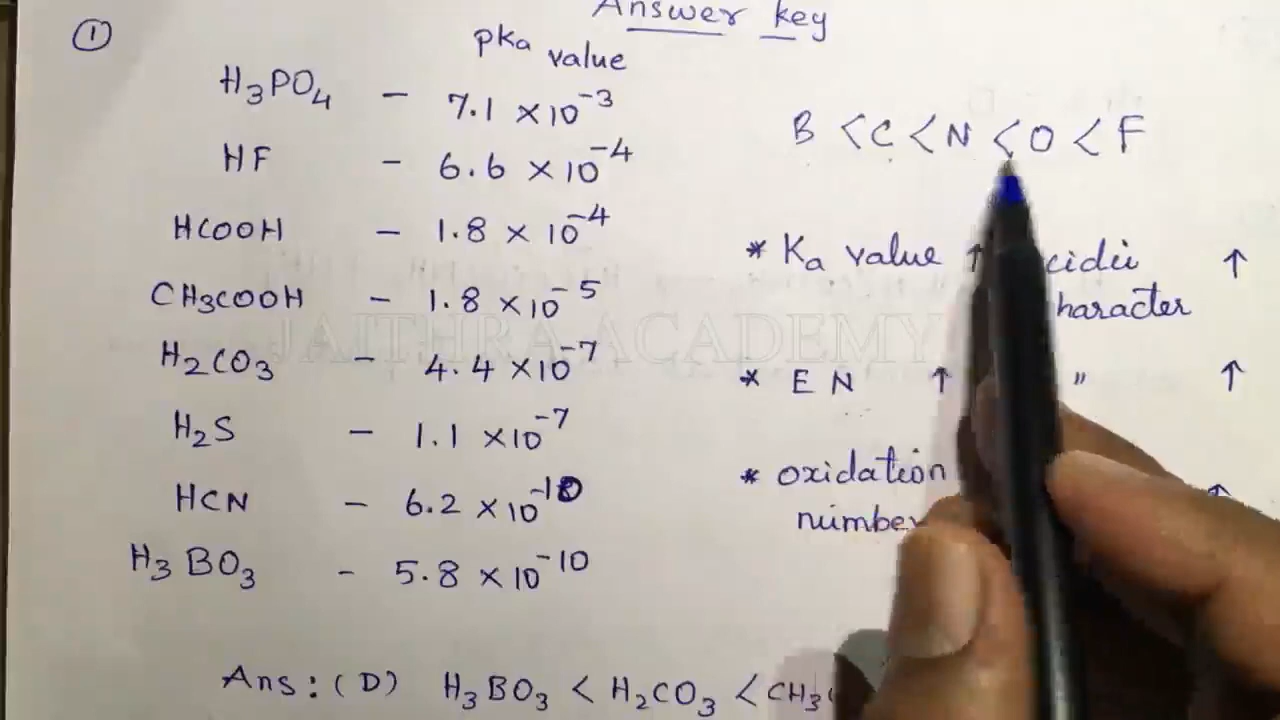 Answer key
①
pKa value
H₃PO₄ – 7.1 × 10⁻³
HF – 6.6 × 10⁻⁴
HCOOH – 1.8 × 10⁻⁴
CH₃COOH – 1.8 × 10⁻⁵
H₂CO₃ – 4.4 × 10⁻⁷
H₂S – 1.1 × 10⁻⁷
HCN – 6.2 × 10⁻¹⁰
H₃BO₃ – 5.8 × 10⁻¹⁰
Ans: (D) H₃BO₃ < H₂CO₃ < CH₃
B < C < N < O < F
* Ka value ↑ cidic ↑
haracter
* EN ↑ " ↑
* oxidation ↑
number
JAITHRA ACADEMY